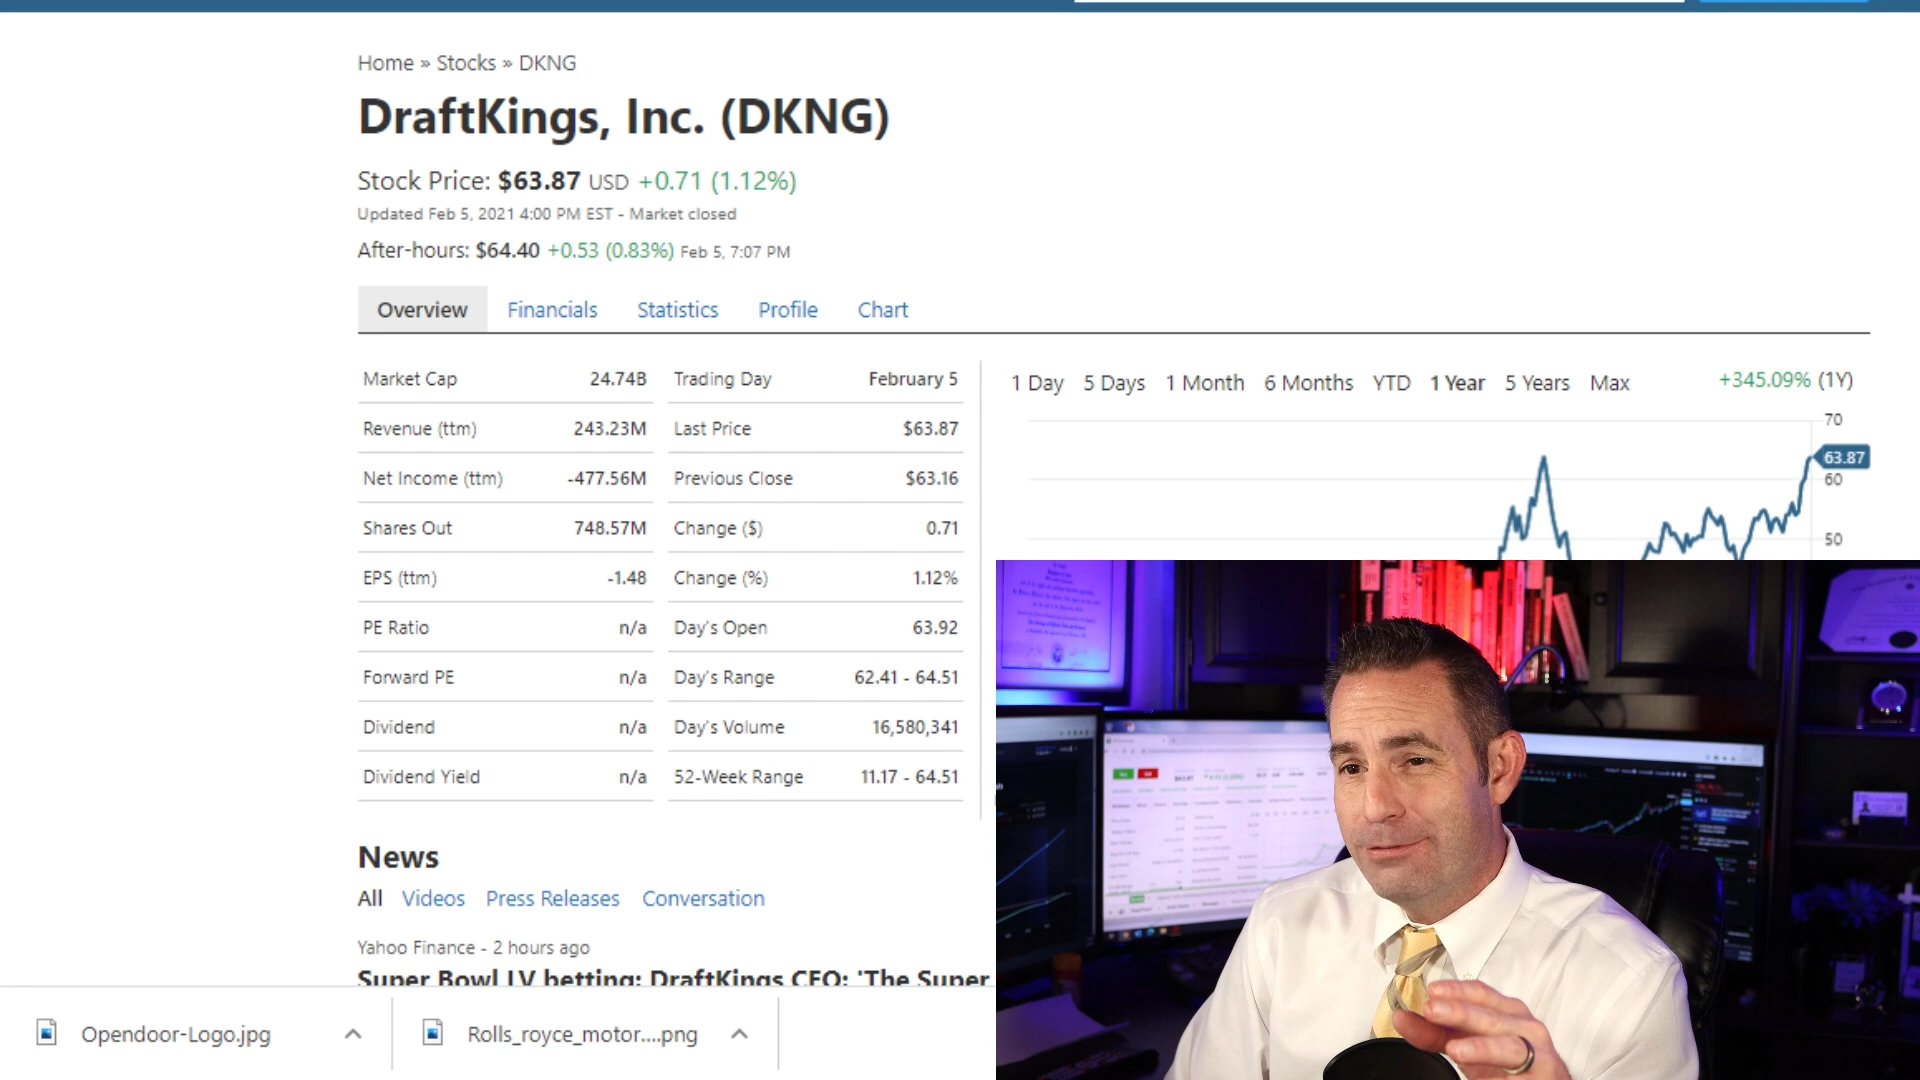 Home » Stocks » DKNG
DraftKings, Inc. (DKNG)
Stock Price: $63.87 USD +0.71 (1.12%)
Updated Feb 5, 2021 4:00 PM EST - Market closed
After-hours: $64.40 +0.53 (0.83%) Feb 5, 7:07 PM
Overview Financials Statistics Profile Chart
Market Cap 24.74B Trading Day February 5
Revenue (ttm) 243.23M Last Price $63.87
Net Income (ttm) -477.56M Previous Close $63.16
Shares Out 748.57M Change ($) 0.71
EPS (ttm) -1.48 Change (%) 1.12%
PE Ratio n/a Day's Open 63.92
Forward PE n/a Day's Range 62.41 - 64.51
Dividend n/a Day's Volume 16,580,341
Dividend Yield n/a 52-Week Range 11.17 - 64.51
1 Day 5 Days 1 Month 6 Months YTD 1 Year 5 Years Max +345.09% (1Y)
70
63.87
60
50
News
All Videos Press Releases Conversation
Yahoo Finance - 2 hours ago
Super Bowl LV betting: DraftKings CEO: 'The Super
Opendoor-Logo.jpg
Rolls_royce_motor....png